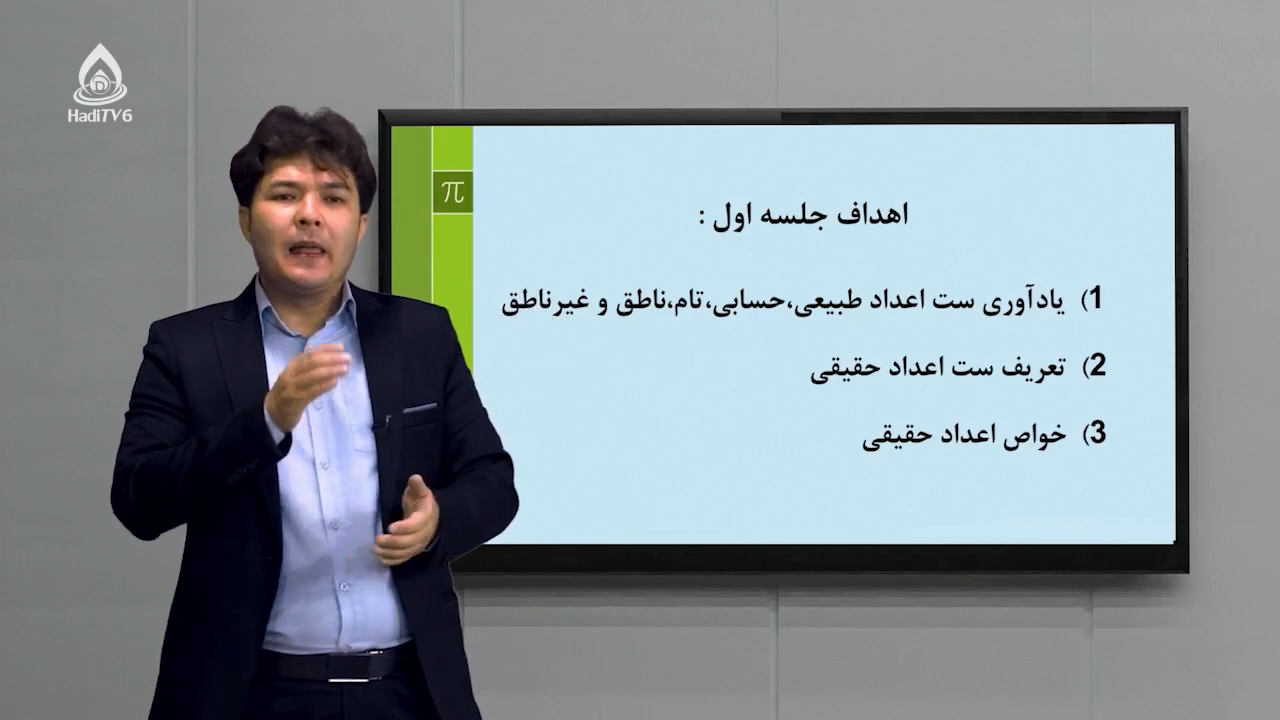 HadiTV6
π
اهداف جلسه اول :
1) یادآوری ست اعداد طبیعی،حسابی،تام،ناطق و غیرناطق
2) تعریف ست اعداد حقیقی
3) خواص اعداد حقیقی